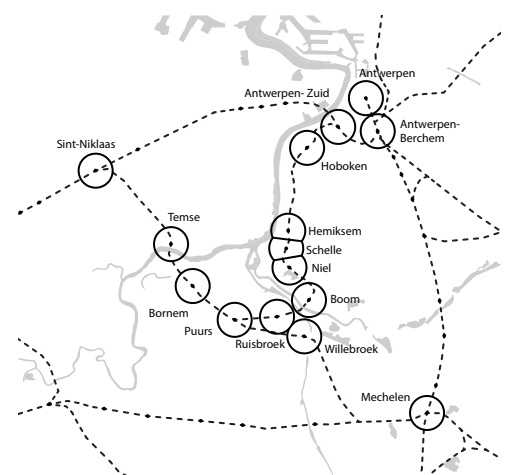 Antwerpen
Antwerpen- Zuid
Antwerpen-
Berchem
Sint-Niklaas
Hoboken
Temse
Hemiksem
Schelle
Niel
Boom
Bornem
Puurs
Ruisbroek
Willebroek
Mechelen